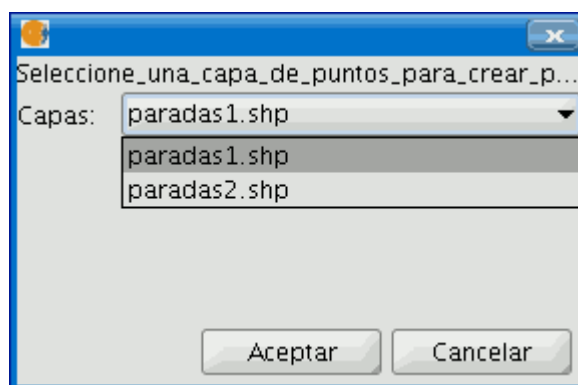 Seleccione_una_capa_de_puntos_para_crear_p...
Capas: paradas1.shp
paradas1.shp
paradas2.shp
Aceptar Cancelar